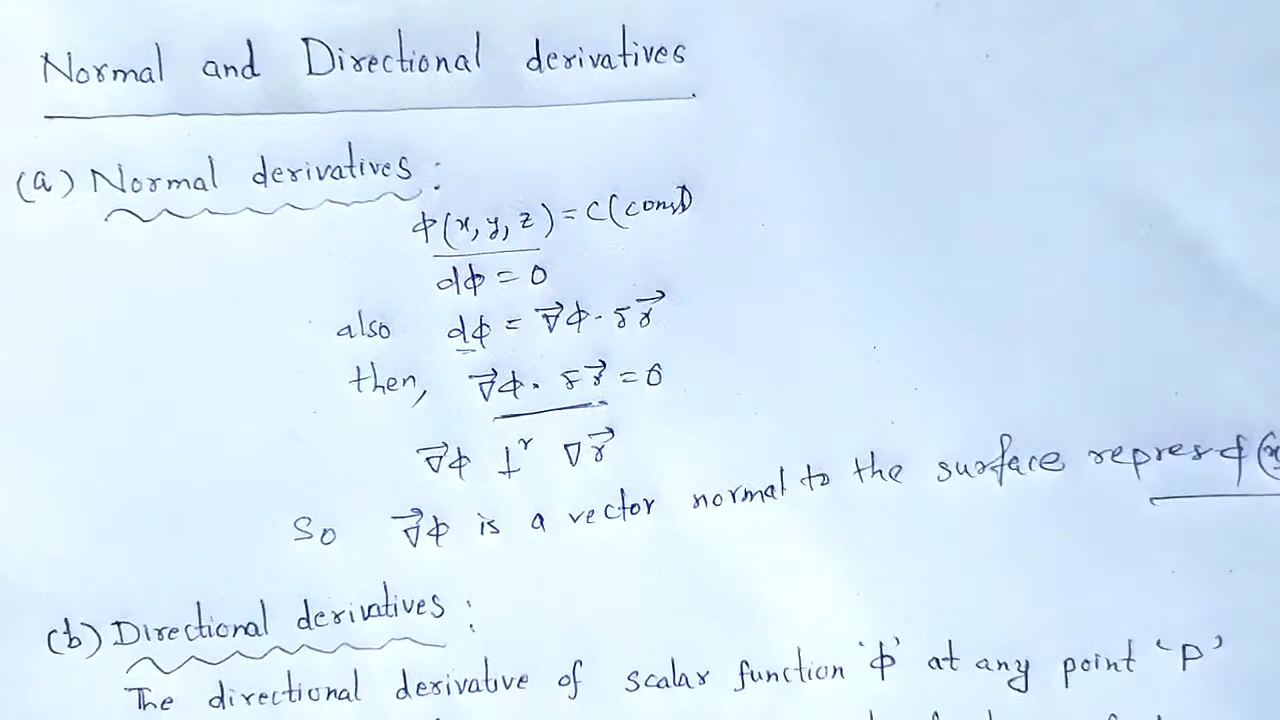 Normal and Directional derivatives
(a) Normal derivatives :
ϕ(x, y, z) = C (const)
dϕ = 0
also dϕ = ∇⃗ϕ · δr⃗
then, ∇⃗ϕ · δr⃗ = 0
∇⃗ϕ ⊥ʳ ∇r⃗
So ∇⃗ϕ is a vector normal to the surface repres ϕ(x
(b) Directional derivatives :
The directional derivative of scalar function 'ϕ' at any point 'P'